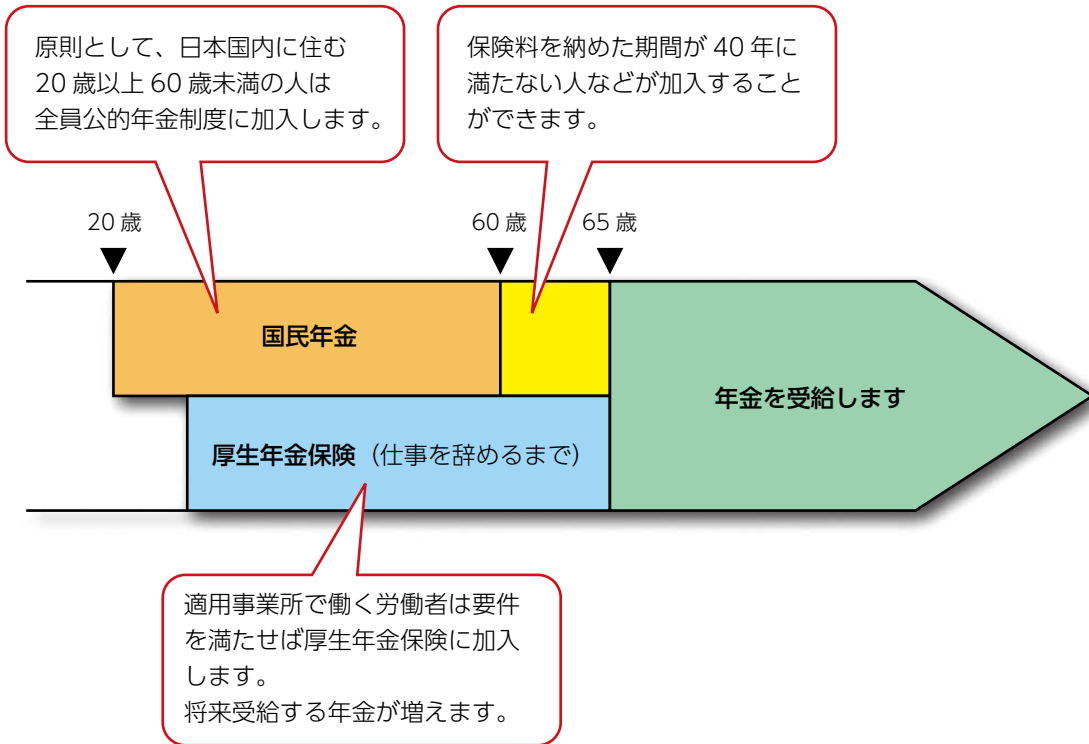 原則として、日本国内に住む
20 歳以上 60 歳未満の人は
全員公的年金制度に加入します。
保険料を納めた期間が 40 年に
満たない人などが加入すること
ができます。
20 歳
60 歳
65 歳
国民年金
年金を受給します
厚生年金保険（仕事を辞めるまで）
適用事業所で働く労働者は要件
を満たせば厚生年金保険に加入
します。
将来受給する年金が増えます。